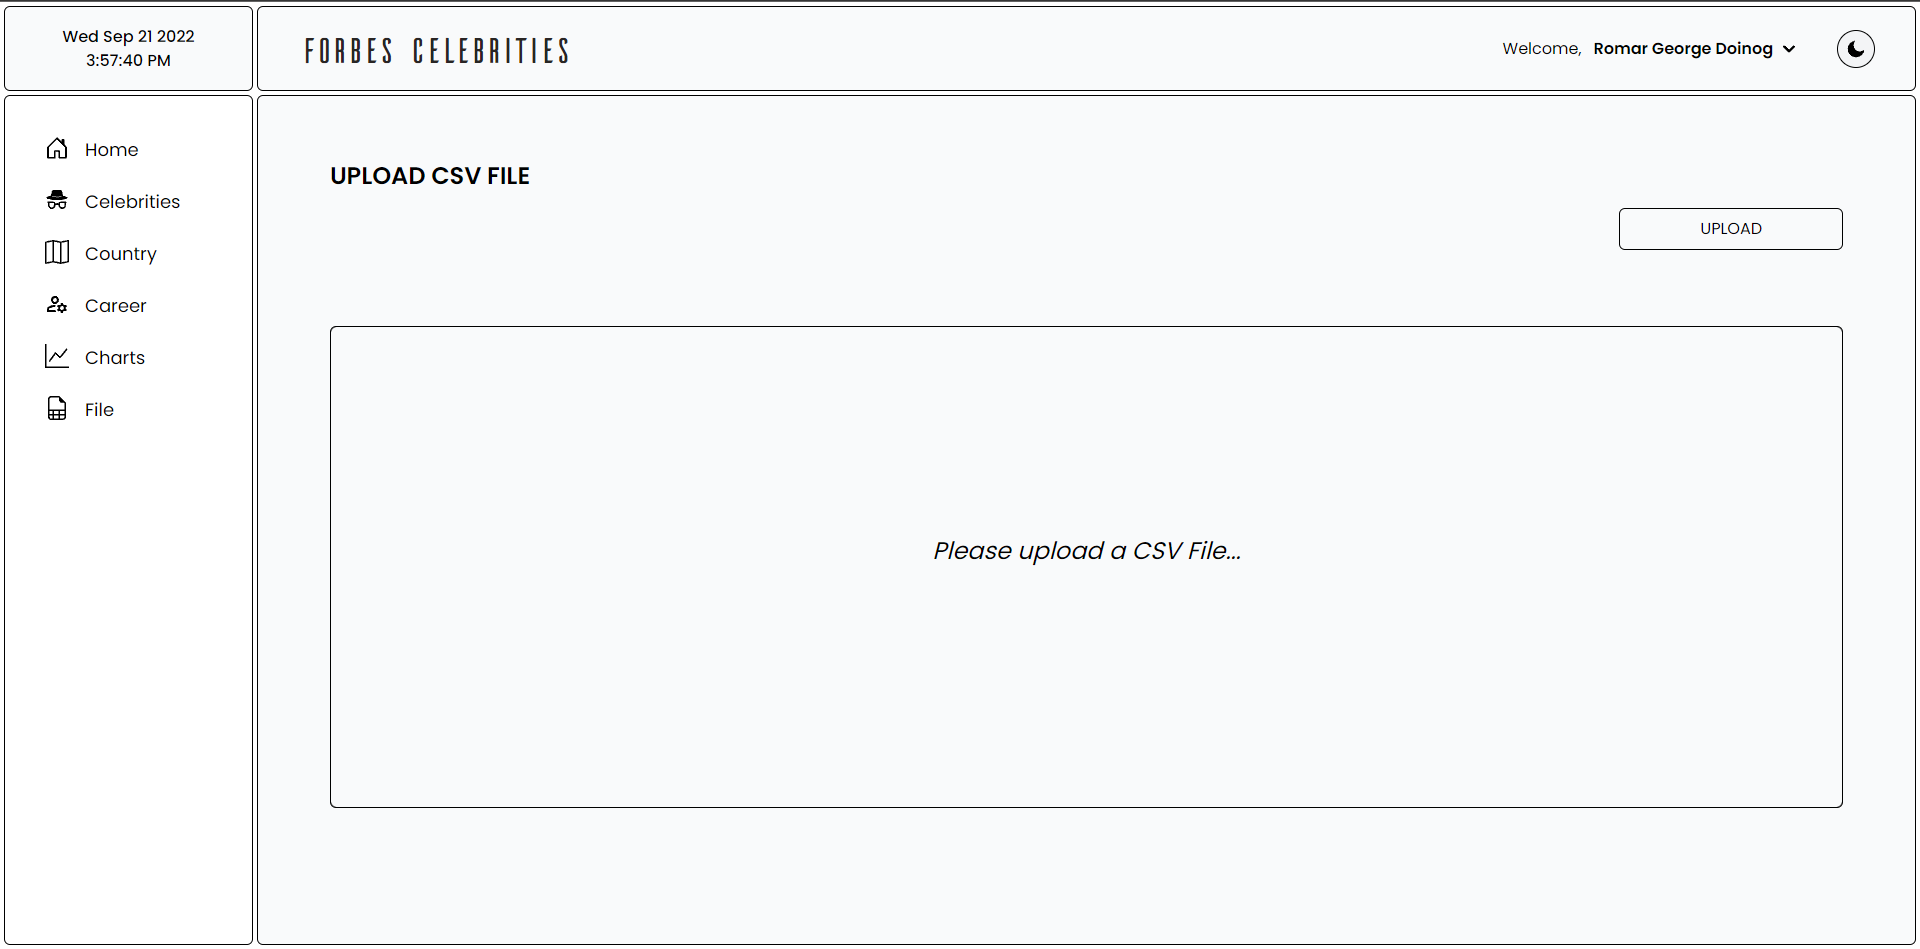 Wed Sep 21 2022
3:57:40 PM
FORBES CELEBRITIES
Welcome, Romar George Doinog
Home
Celebrities
Country
Career
Charts
File
UPLOAD CSV FILE
UPLOAD
Please upload a CSV File...